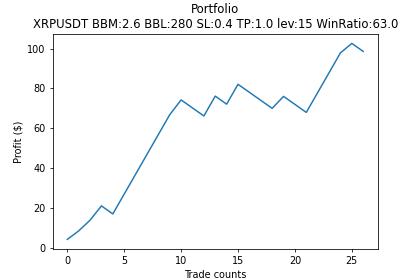 Portfolio
XRPUSDT BBM:2.6 BBL:280 SL:0.4 TP:1.0 lev:15 WinRatio:63.0
100
80
60
40
20
0
Profit ($)
0 5 10 15 20 25
Trade counts